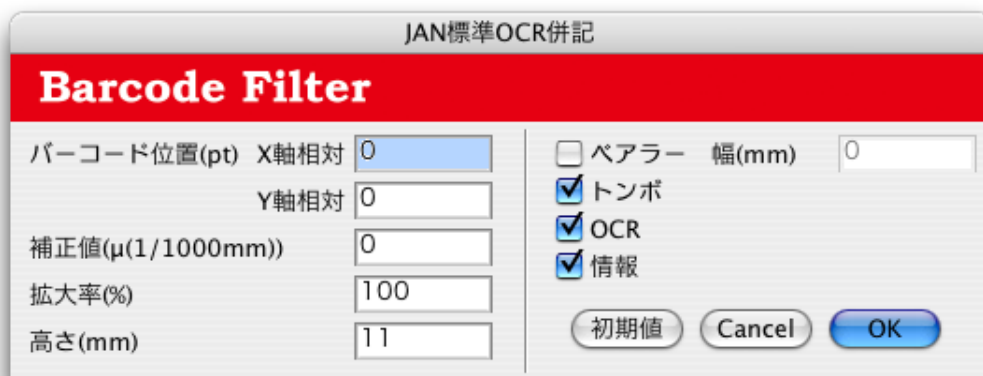 JAN標準OCR併記
Barcode Filter
バーコード位置(pt) X軸相対 0
Y軸相対 0
補正値(μ(1/1000mm)) 0
拡大率(%) 100
高さ(mm) 11
ベアラー 幅(mm) 0
トンボ
OCR
情報
初期値 Cancel OK